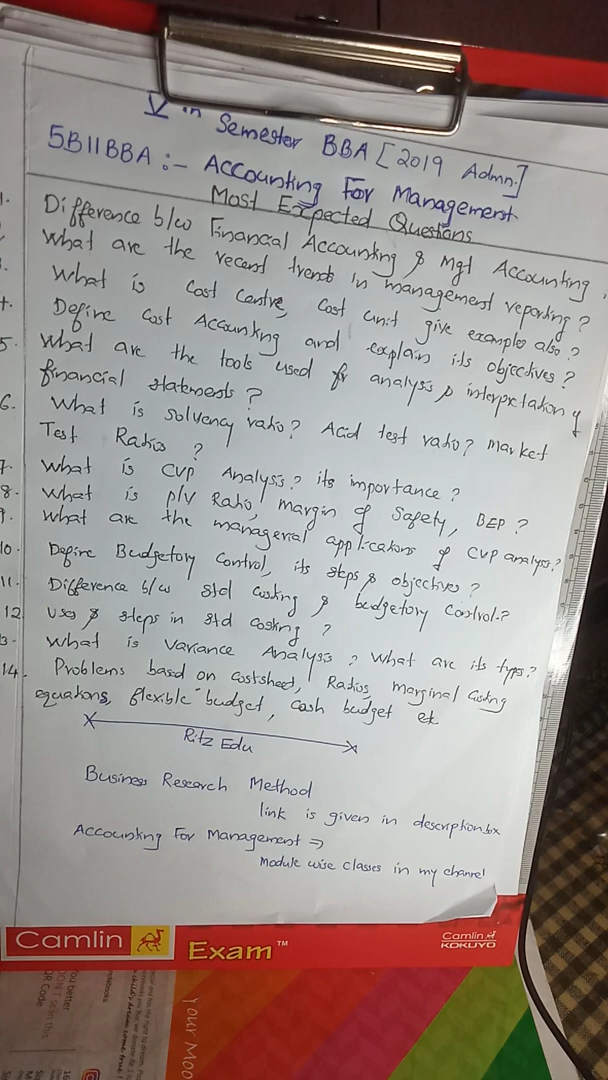 V th Semester BBA [2019 Admn.]
5B11BBA :- Accounting For Management
Most Expected Questions
1. Difference b/w Financial Accounting & Mgt Accounting.
What are the recent trends in management reporting?
3. What is cost centre, cost unit give examples also?
4. Define Cost Accounting and explain its objectives?
5. What are the tools used for analysis & interpretation of
financial statements?
6. What is solvency ratio? Acid test ratio? Market
Test Ratios?
7. What is CVP Analysis? its importance?
8. What is P/V Ratio, margin of Safety, BEP?
9. What are the managerial applications of CVP analysis?
10. Define Budgetory Control, its steps & objectives?
11. Difference b/w std costing & budgetory control?
12 Uses & steps in std costing?
13. What is Variance Analysis? What are its types?
14. Problems based on costsheet, Ratios, marginal costing
equations, flexible budget, cash budget etc
Ritz Edu
Business Research Method
link is given in description box
Accounting For Management ⇒
Module wise classes in my channel
Camlin Exam™ Camlin KOKUYO
Your Moo